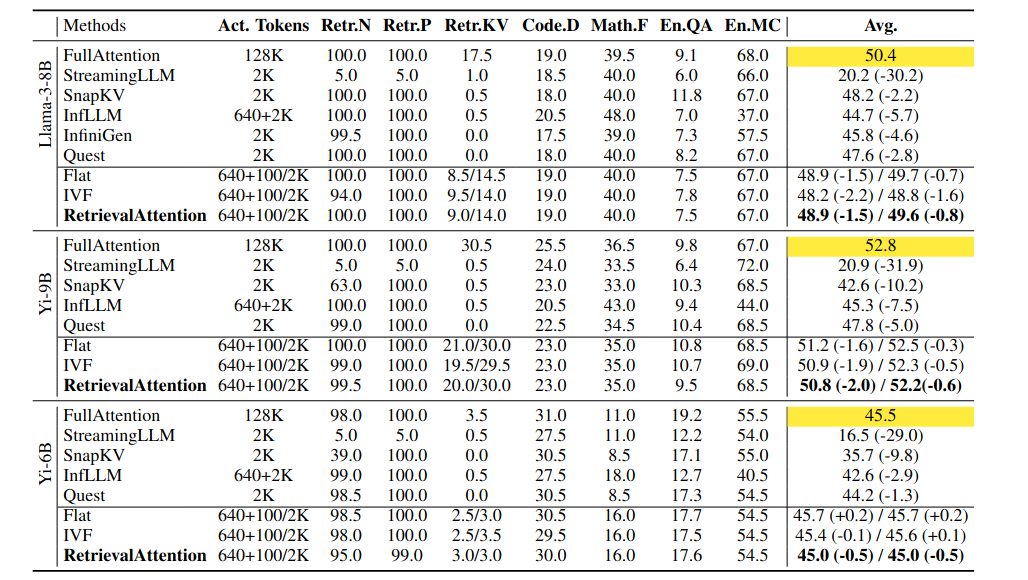 Methods Act. Tokens Retr.N Retr.P Retr.KV Code.D Math.F En.QA En.MC Avg.
Llama-3-8B
FullAttention 128K 100.0 100.0 17.5 19.0 39.5 9.1 68.0 50.4
StreamingLLM 2K 5.0 5.0 1.0 18.5 40.0 6.0 66.0 20.2 (-30.2)
SnapKV 2K 100.0 100.0 0.5 18.0 40.0 11.8 67.0 48.2 (-2.2)
InfLLM 640+2K 100.0 100.0 0.5 20.5 48.0 7.0 37.0 44.7 (-5.7)
InfiniGen 2K 99.5 100.0 0.0 17.5 39.0 7.3 57.5 45.8 (-4.6)
Quest 2K 100.0 100.0 0.0 18.0 40.0 8.2 67.0 47.6 (-2.8)
Flat 640+100/2K 100.0 100.0 8.5/14.5 19.0 40.0 7.5 67.0 48.9 (-1.5) / 49.7 (-0.7)
IVF 640+100/2K 94.0 100.0 9.5/14.0 19.0 40.0 7.8 67.0 48.2 (-2.2) / 48.8 (-1.6)
RetrievalAttention 640+100/2K 100.0 100.0 9.0/14.0 19.0 40.0 7.5 67.0 48.9 (-1.5) / 49.6 (-0.8)
Yi-9B
FullAttention 128K 100.0 100.0 30.5 25.5 36.5 9.8 67.0 52.8
StreamingLLM 2K 5.0 5.0 0.5 24.0 33.5 6.4 72.0 20.9 (-31.9)
SnapKV 2K 63.0 100.0 0.5 23.0 33.0 10.3 68.5 42.6 (-10.2)
InfLLM 640+2K 100.0 100.0 0.5 20.5 43.0 9.4 44.0 45.3 (-7.5)
Quest 2K 99.0 100.0 0.0 22.5 34.5 10.4 68.5 47.8 (-5.0)
Flat 640+100/2K 100.0 100.0 21.0/30.0 23.0 35.0 10.8 68.5 51.2 (-1.6) / 52.5 (-0.3)
IVF 640+100/2K 99.0 100.0 19.5/29.5 23.0 35.0 10.7 69.0 50.9 (-1.9) / 52.3 (-0.5)
RetrievalAttention 640+100/2K 99.5 100.0 20.0/30.0 23.0 35.0 9.5 68.5 50.8 (-2.0) / 52.2(-0.6)
Yi-6B
FullAttention 128K 98.0 100.0 3.5 31.0 11.0 19.2 55.5 45.5
StreamingLLM 2K 5.0 5.0 0.5 27.5 11.0 12.2 54.0 16.5 (-29.0)
SnapKV 2K 39.0 100.0 0.0 30.5 8.5 17.1 55.0 35.7 (-9.8)
InfLLM 640+2K 99.0 100.0 0.5 27.5 18.0 12.7 40.5 42.6 (-2.9)
Quest 2K 98.5 100.0 0.0 30.5 8.5 17.3 54.5 44.2 (-1.3)
Flat 640+100/2K 98.5 100.0 2.5/3.0 30.5 16.0 17.7 54.5 45.7 (+0.2) / 45.7 (+0.2)
IVF 640+100/2K 98.0 100.0 2.5/3.5 29.5 16.0 17.5 54.5 45.4 (-0.1) / 45.6 (+0.1)
RetrievalAttention 640+100/2K 95.0 99.0 3.0/3.0 30.0 16.0 17.6 54.5 45.0 (-0.5) / 45.0 (-0.5)